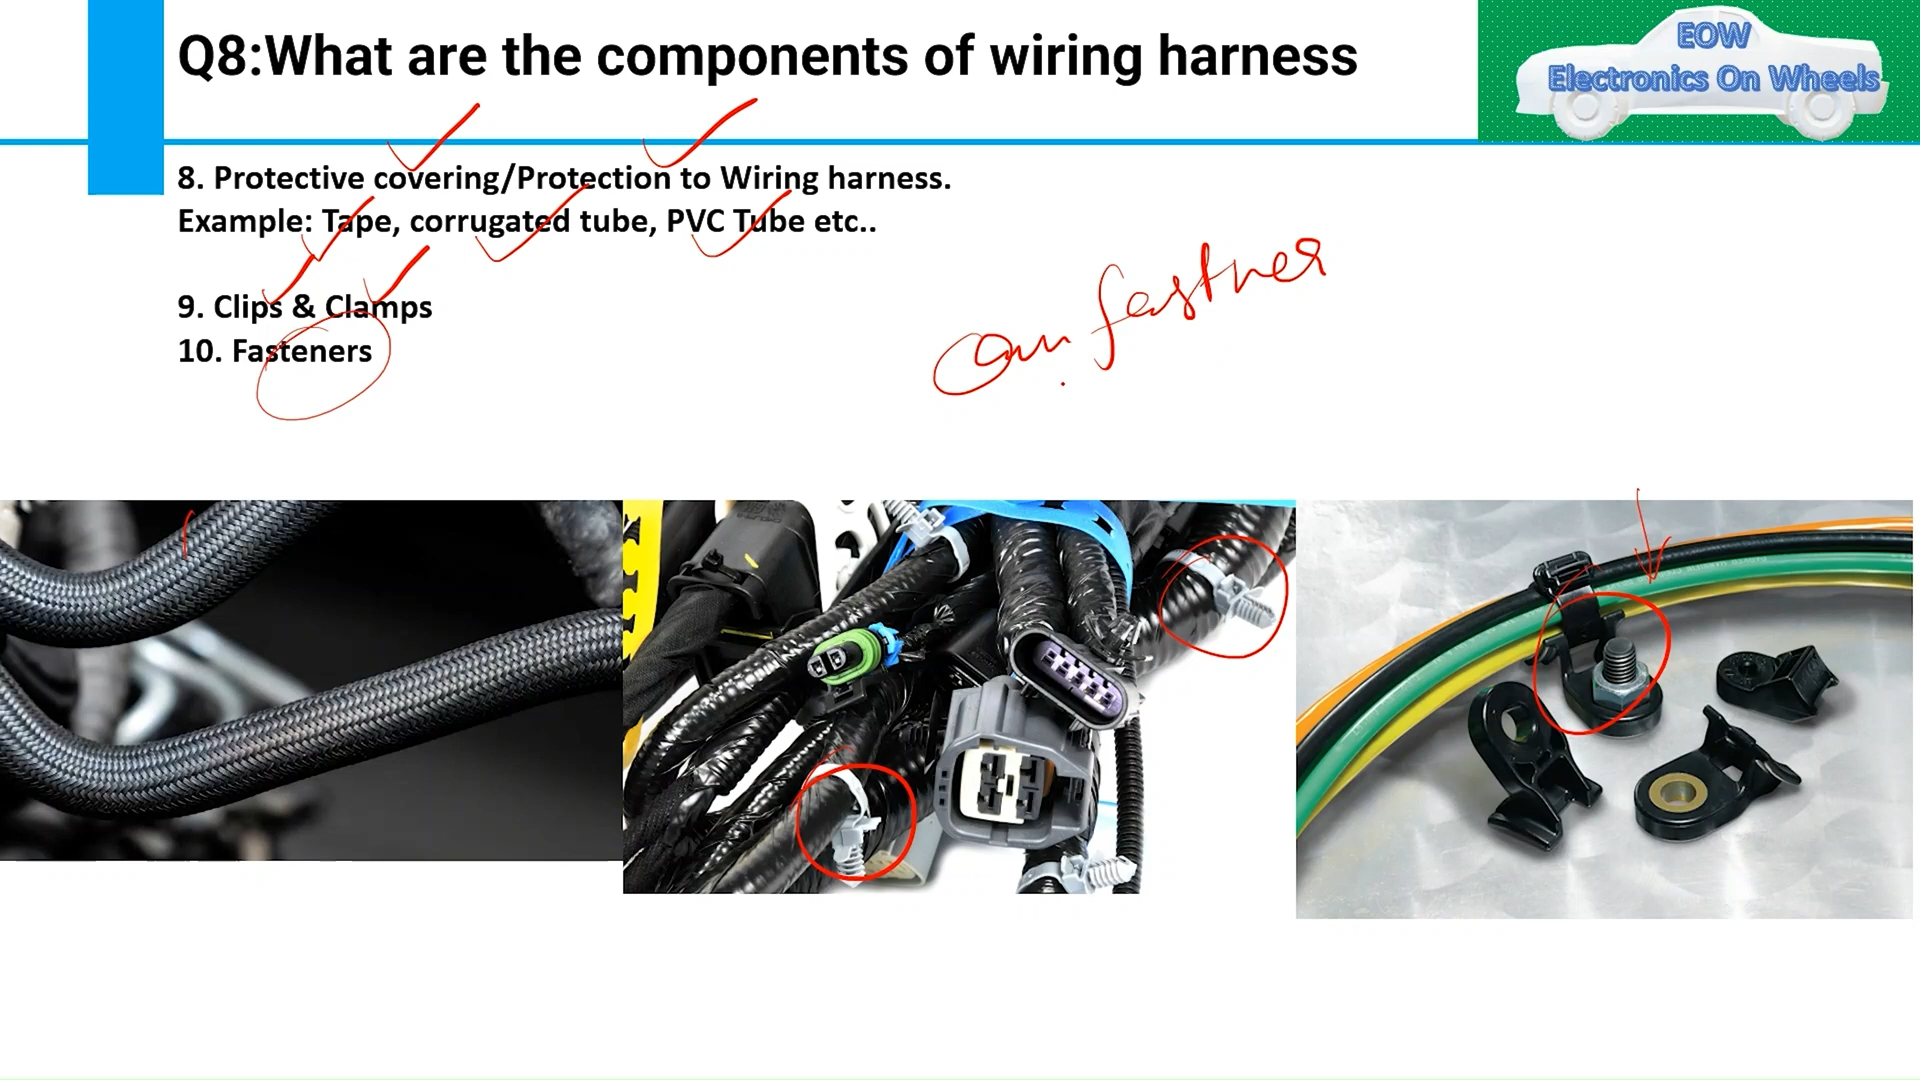 Q8:What are the components of wiring harness
EOW
Electronics On Wheels
8. Protective covering/Protection to Wiring harness.
Example: Tape, corrugated tube, PVC Tube etc..
9. Clips & Clamps
10. Fasteners
fastner